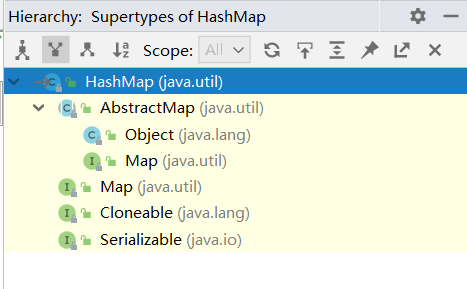 Hierarchy: Supertypes of HashMap
Scope: All
HashMap (java.util)
AbstractMap (java.util)
Object (java.lang)
Map (java.util)
Map (java.util)
Cloneable (java.lang)
Serializable (java.io)